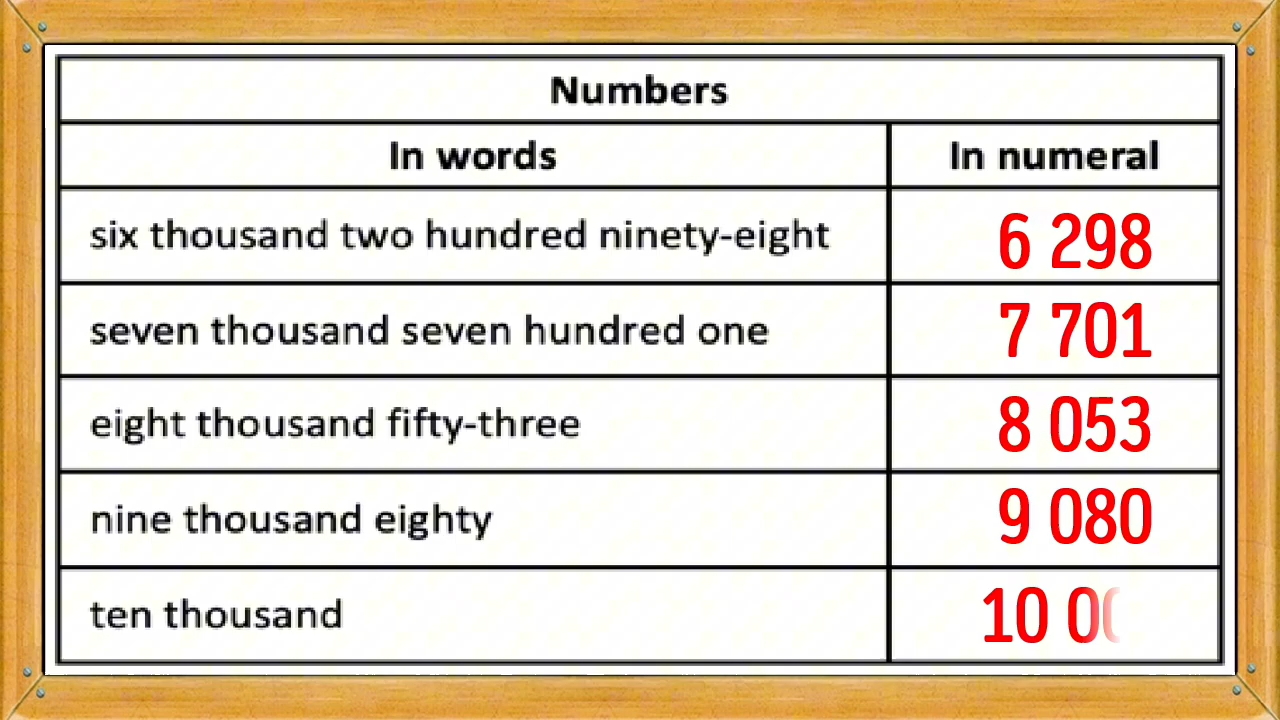 Numbers
In words In numeral
six thousand two hundred ninety-eight 6 298
seven thousand seven hundred one 7 701
eight thousand fifty-three 8 053
nine thousand eighty 9 080
ten thousand 10